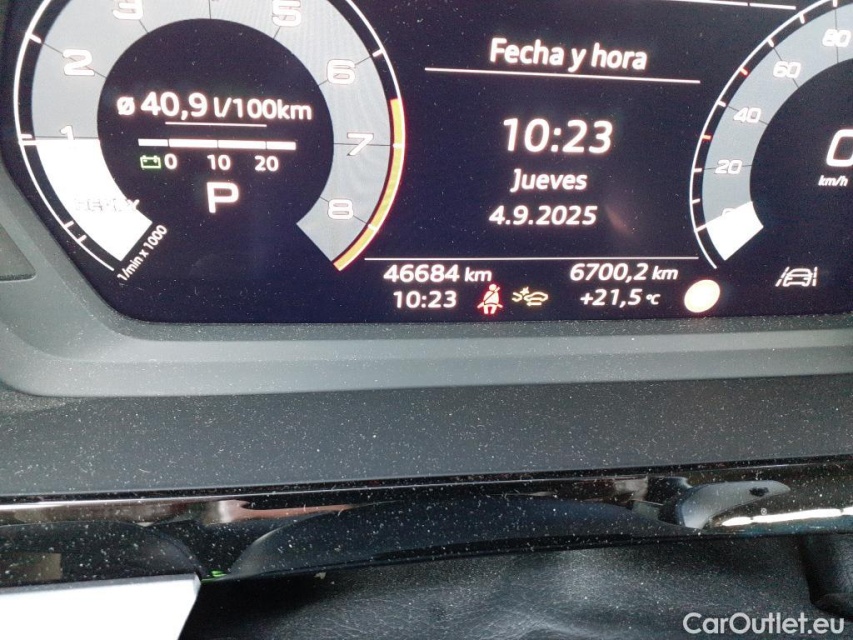 3
5
2
6
80
60
1
7
40
20
8
ø 40,9 l/100km
0 10 20
P
1/min x 1000
Fecha y hora
10:23
Jueves
4.9.2025
0
km/h
46684 km
6700,2 km
10:23
+21,5 °C
CarOutlet.eu